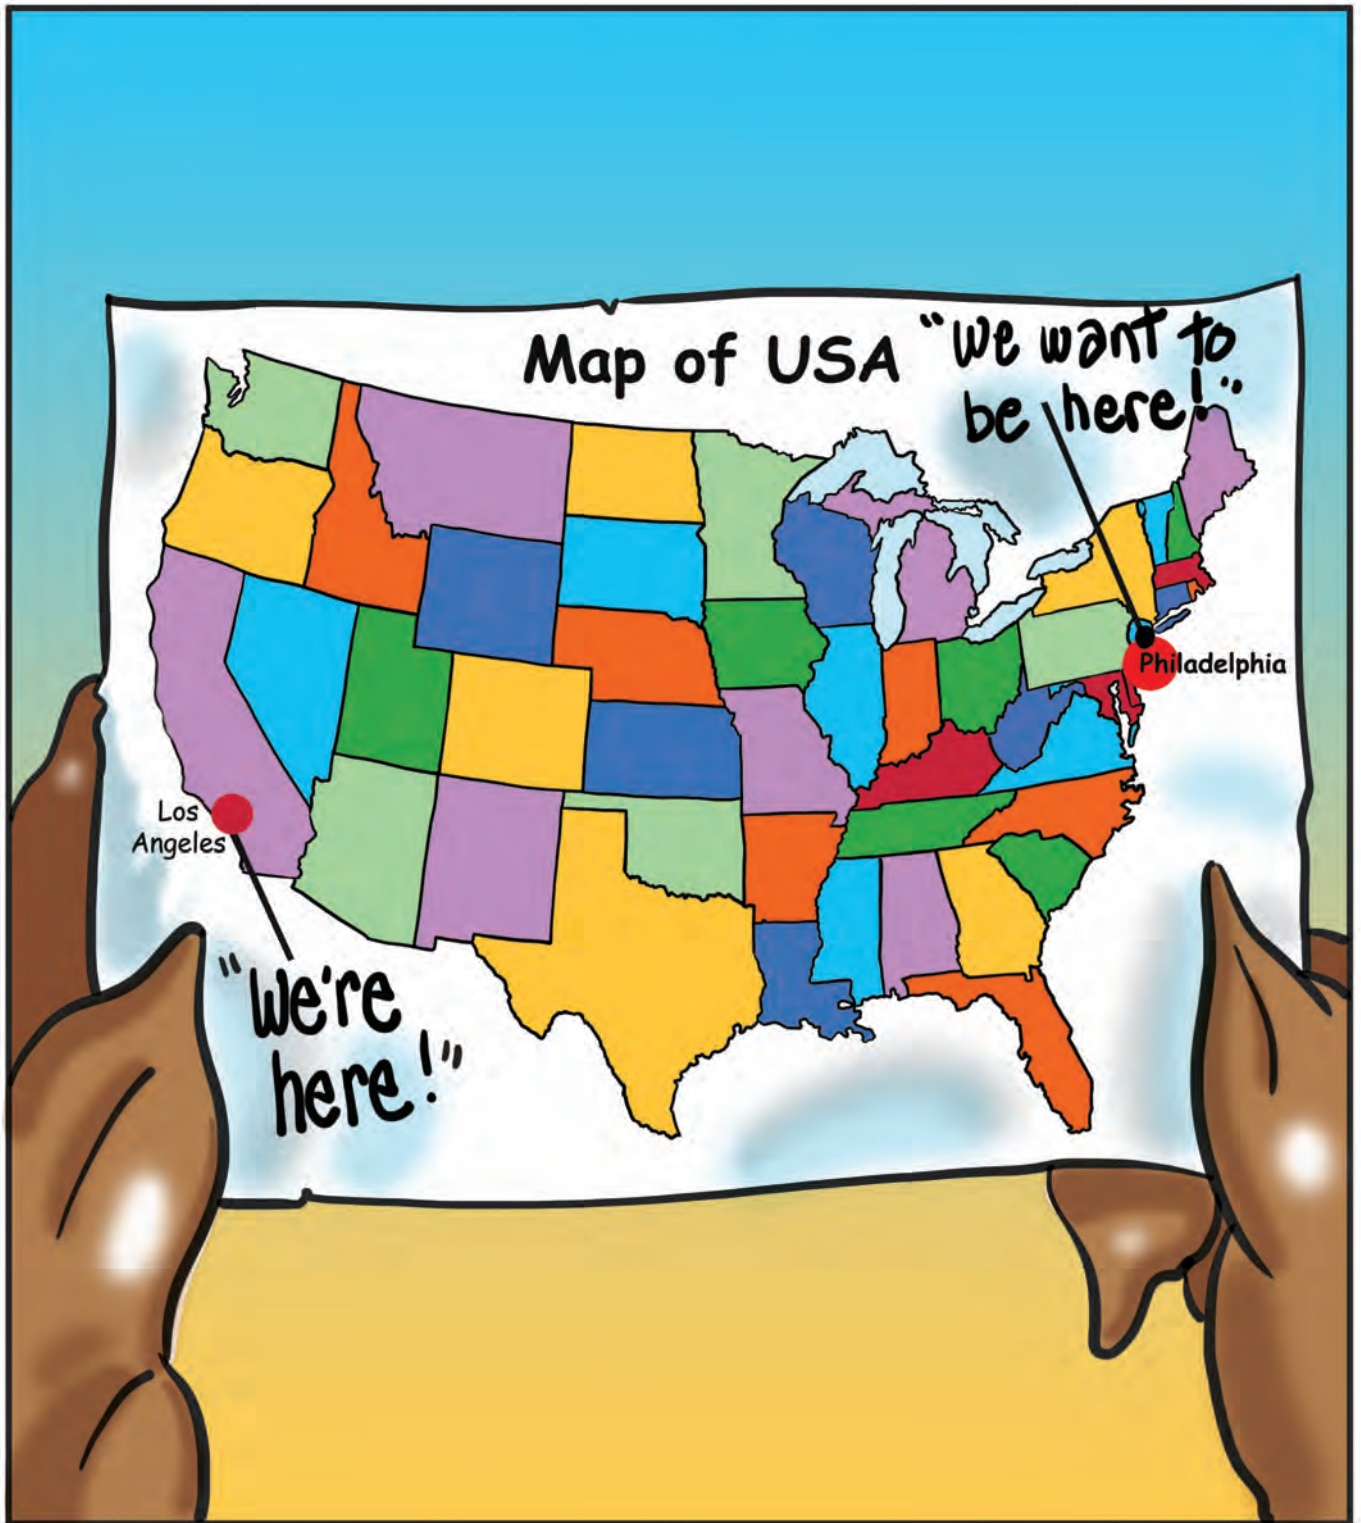 Map of USA
"We want to
be here!"
Philadelphia
Los
Angeles
"We're
here!"